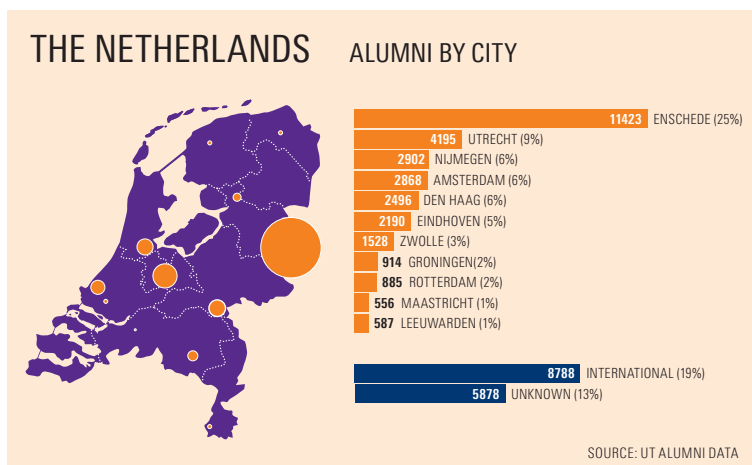 THE NETHERLANDS ALUMNI BY CITY
11423 ENSCHEDE (25%)
4195 UTRECHT (9%)
2902 NIJMEGEN (6%)
2868 AMSTERDAM (6%)
2496 DEN HAAG (6%)
2190 EINDHOVEN (5%)
1528 ZWOLLE (3%)
914 GRONINGEN(2%)
885 ROTTERDAM (2%)
556 MAASTRICHT (1%)
587 LEEUWARDEN (1%)
8788 INTERNATIONAL (19%)
5878 UNKNOWN (13%)
SOURCE: UT ALUMNI DATA